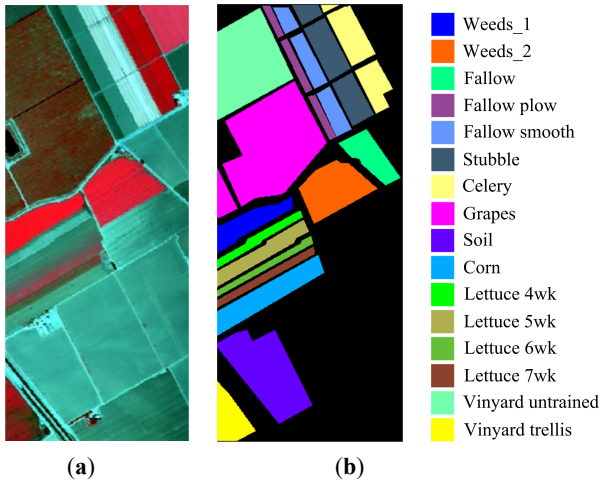 Weeds_1
Weeds_2
Fallow
Fallow plow
Fallow smooth
Stubble
Celery
Grapes
Soil
Corn
Lettuce 4wk
Lettuce 5wk
Lettuce 6wk
Lettuce 7wk
Vinyard untrained
Vinyard trellis
(a) (b)